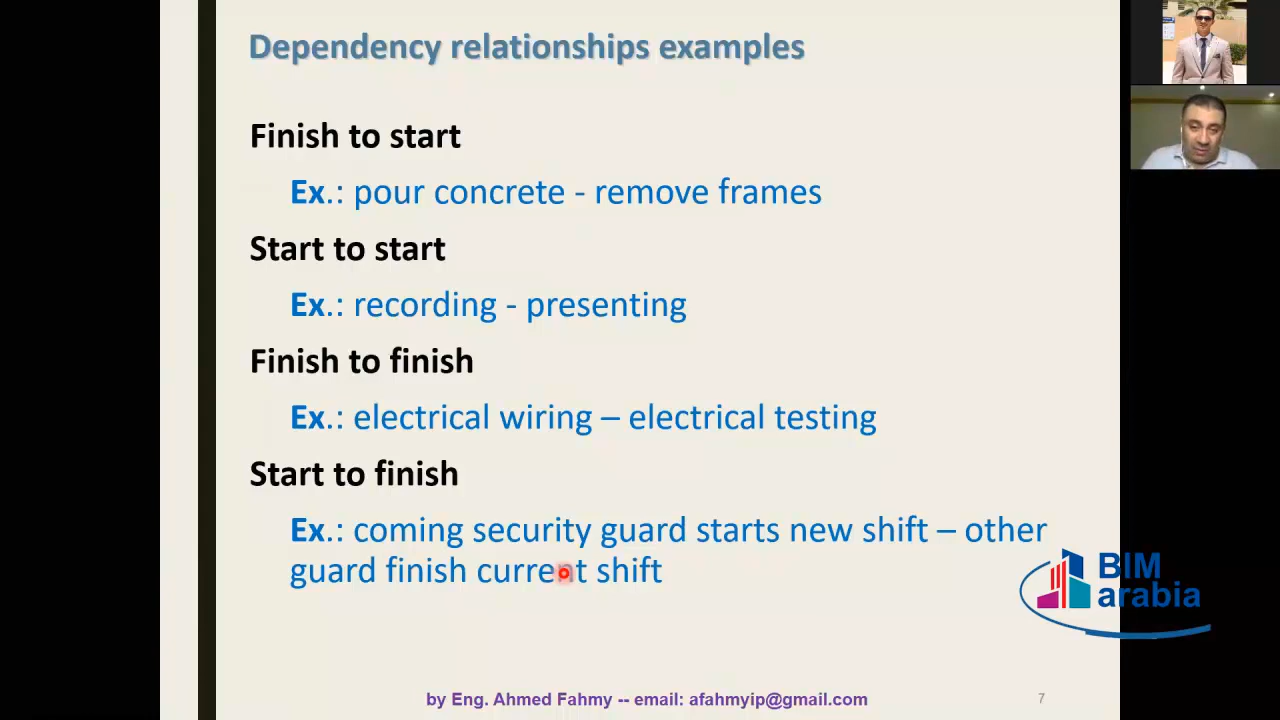 Dependency relationships examples
Finish to start
Ex.: pour concrete - remove frames
Start to start
Ex.: recording - presenting
Finish to finish
Ex.: electrical wiring – electrical testing
Start to finish
Ex.: coming security guard starts new shift – other
guard finish current shift
BIM
arabia
by Eng. Ahmed Fahmy -- email: afahmyip@gmail.com
7